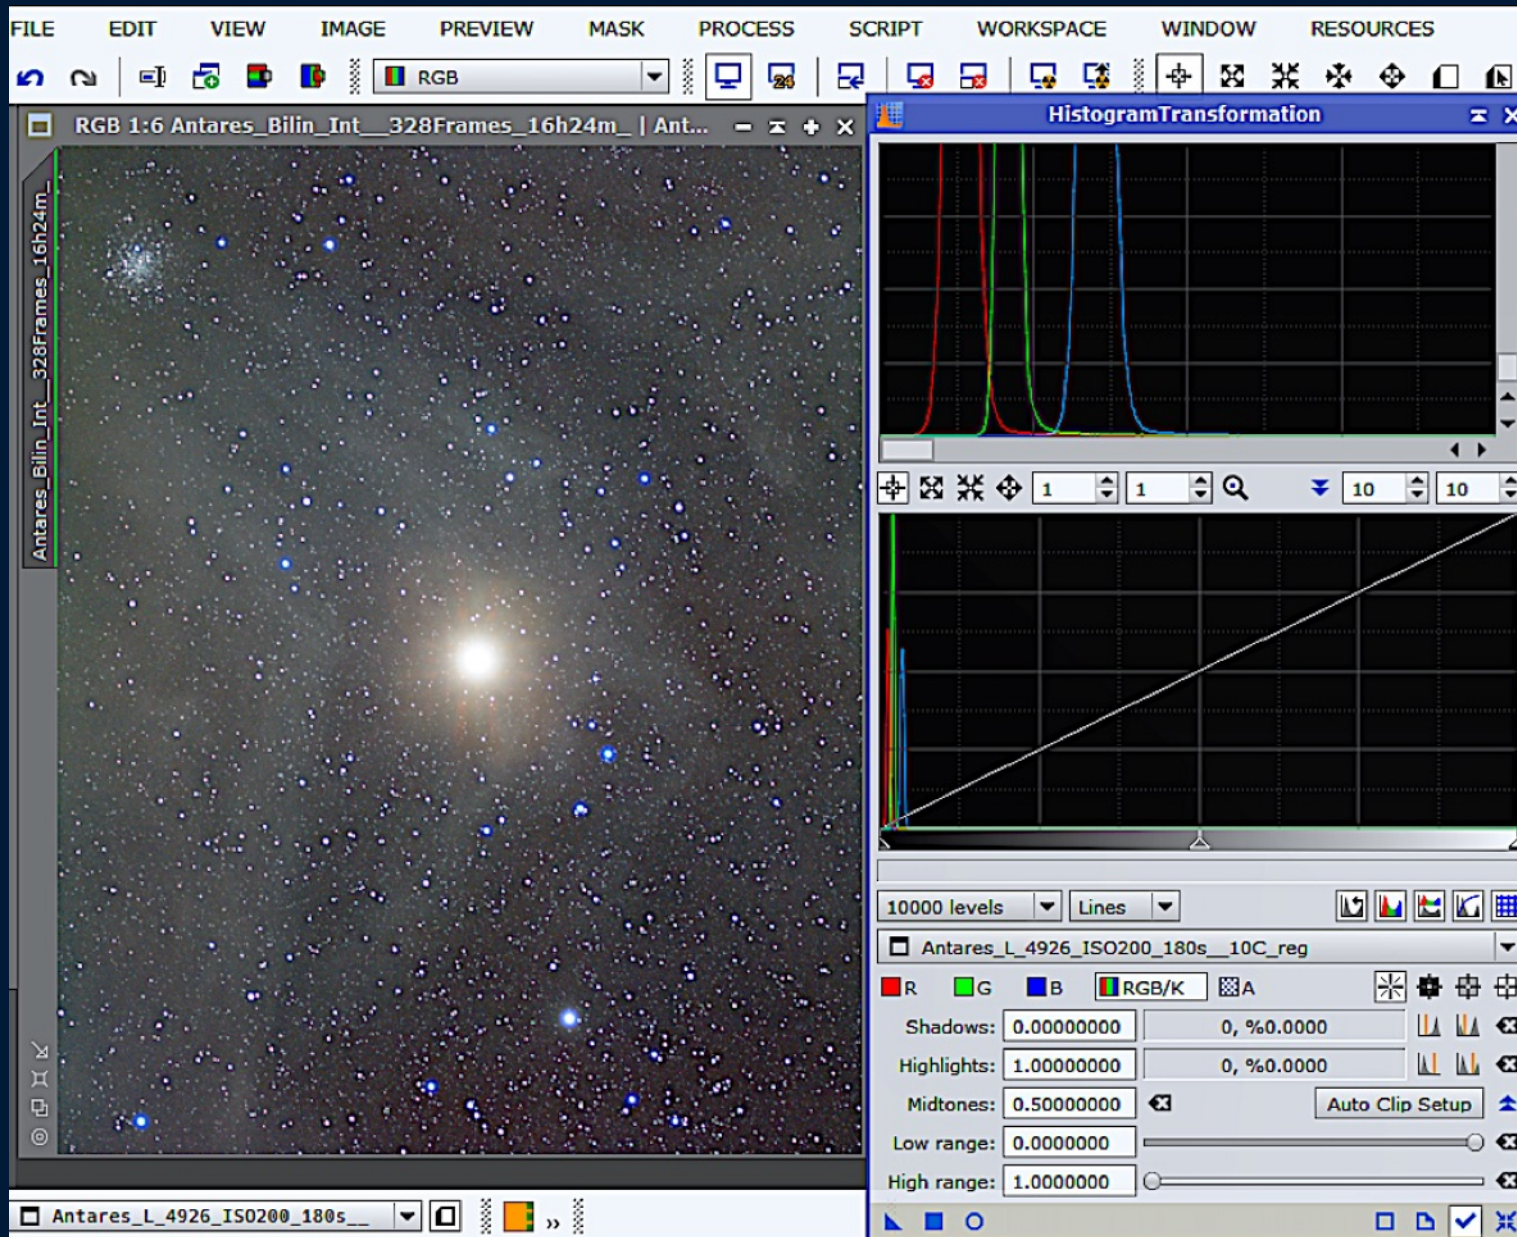 FILE EDIT VIEW IMAGE PREVIEW MASK PROCESS SCRIPT WORKSPACE WINDOW RESOURCES
RGB
24
RGB 1:6 Antares_Bilin_Int__328Frames_16h24m_ | Ant...
Antares_Bilin_Int__328Frames_16h24m_
HistogramTransformation
1 1 10 10
10000 levels Lines
Antares_L_4926_ISO200_180s__10C_reg
R G B RGB/K A
Shadows: 0.00000000 0, %0.0000
Highlights: 1.00000000 0, %0.0000
Midtones: 0.50000000 Auto Clip Setup
Low range: 0.0000000
High range: 1.0000000
Antares_L_4926_ISO200_180s__ »